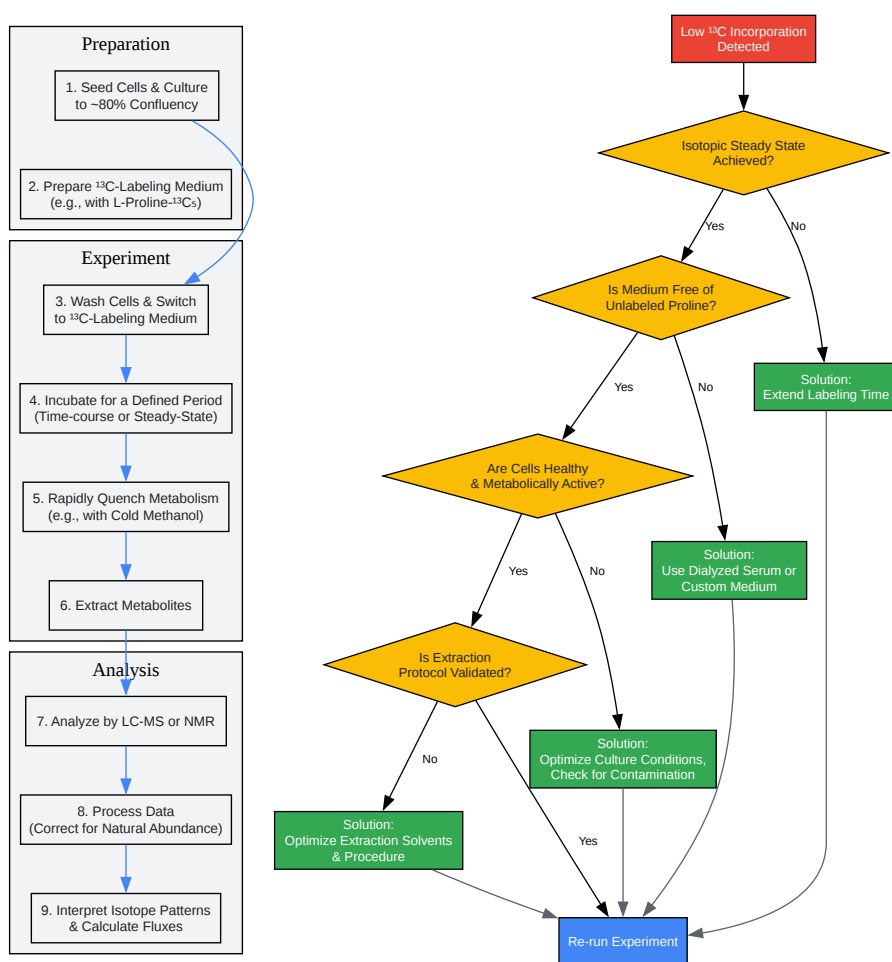 Preparation
1. Seed Cells & Culture
to ~80% Confluency
2. Prepare ¹³C-Labeling Medium
(e.g., with L-Proline-¹³C₅)
Experiment
3. Wash Cells & Switch
to ¹³C-Labeling Medium
4. Incubate for a Defined Period
(Time-course or Steady-State)
5. Rapidly Quench Metabolism
(e.g., with Cold Methanol)
6. Extract Metabolites
Analysis
7. Analyze by LC-MS or NMR
8. Process Data
(Correct for Natural Abundance)
9. Interpret Isotope Patterns
& Calculate Fluxes
Low ¹³C Incorporation
Detected
Isotopic Steady State
Achieved?
Yes
No
Is Medium Free of
Unlabeled Proline?
Solution:
Extend Labeling Time
Yes
No
Are Cells Healthy
& Metabolically Active?
Solution:
Use Dialyzed Serum or
Custom Medium
Yes
No
Is Extraction
Protocol Validated?
Solution:
Optimize Culture Conditions,
Check for Contamination
No
Yes
Solution:
Optimize Extraction Solvents
& Procedure
Re-run Experiment